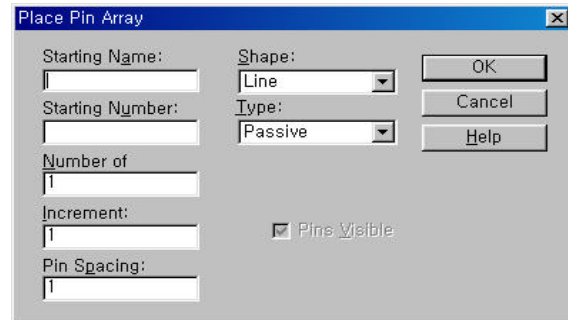 Place Pin Array
Starting Name:
Shape:
Line
OK
Starting Number:
Type:
Passive
Cancel
Help
Number of
1
Increment:
1
Pins Visible
Pin Spacing:
1